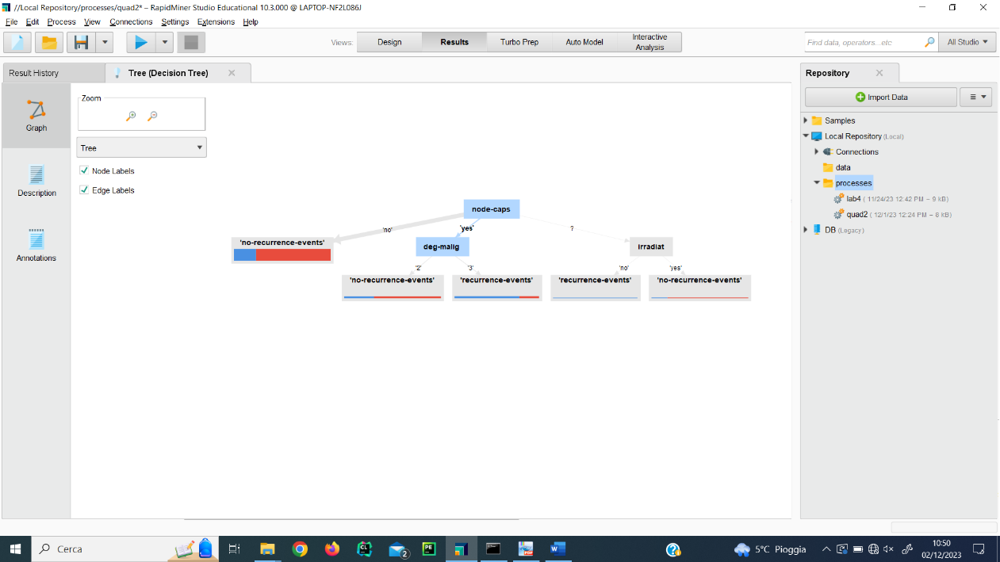 //Local Repository/processes/quad2* – RapidMiner Studio Educational 10.3.000 @ LAPTOP-NF2L086J
File Edit Process View Connections Settings Extensions Help
Views: Design Results Turbo Prep Auto Model Interactive Analysis
Find data, operators...etc All Studio
Result History
Tree (Decision Tree)
Repository
Graph
Description
Annotations
Zoom
Tree
Node Labels
Edge Labels
node-caps
'no' 'yes' ?
'no-recurrence-events'
deg-malig
irradiat
'2' '3' 'no' 'yes'
'no-recurrence-events' 'recurrence-events' 'recurrence-events' 'no-recurrence-events'
Import Data
Samples
Local Repository (Local)
Connections
data
processes
lab4 ( 11/24/23 12:42 PM – 9 kB)
quad2 ( 12/1/23 12:24 PM – 8 kB)
DB (Legacy)
Cerca
CL
2
PE
W
5°C Pioggia
10:50
02/12/2023